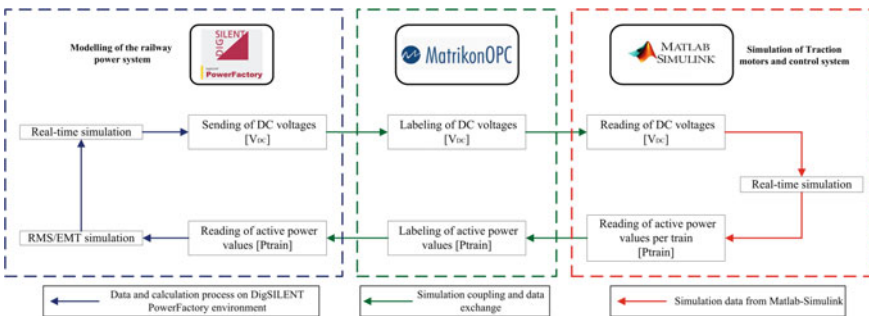 Modelling of the railway
power system
DIgSILENT
PowerFactory
MatrikonOPC
MATLAB
SIMULINK
Simulation of Traction
motors and control system
Real-time simulation
Sending of DC voltages
[VDC]
Labeling of DC voltages
[VDC]
Reading of DC voltages
[VDC]
Real-time simulation
RMS/EMT simulation
Reading of active power
values [Ptrain]
Labeling of active power
values [Ptrain]
Reading of active power
values per train
[Ptrain]
Data and calculation process on DigSILENT
PowerFactory environment
Simulation coupling and data
exchange
Simulation data from Matlab-Simulink